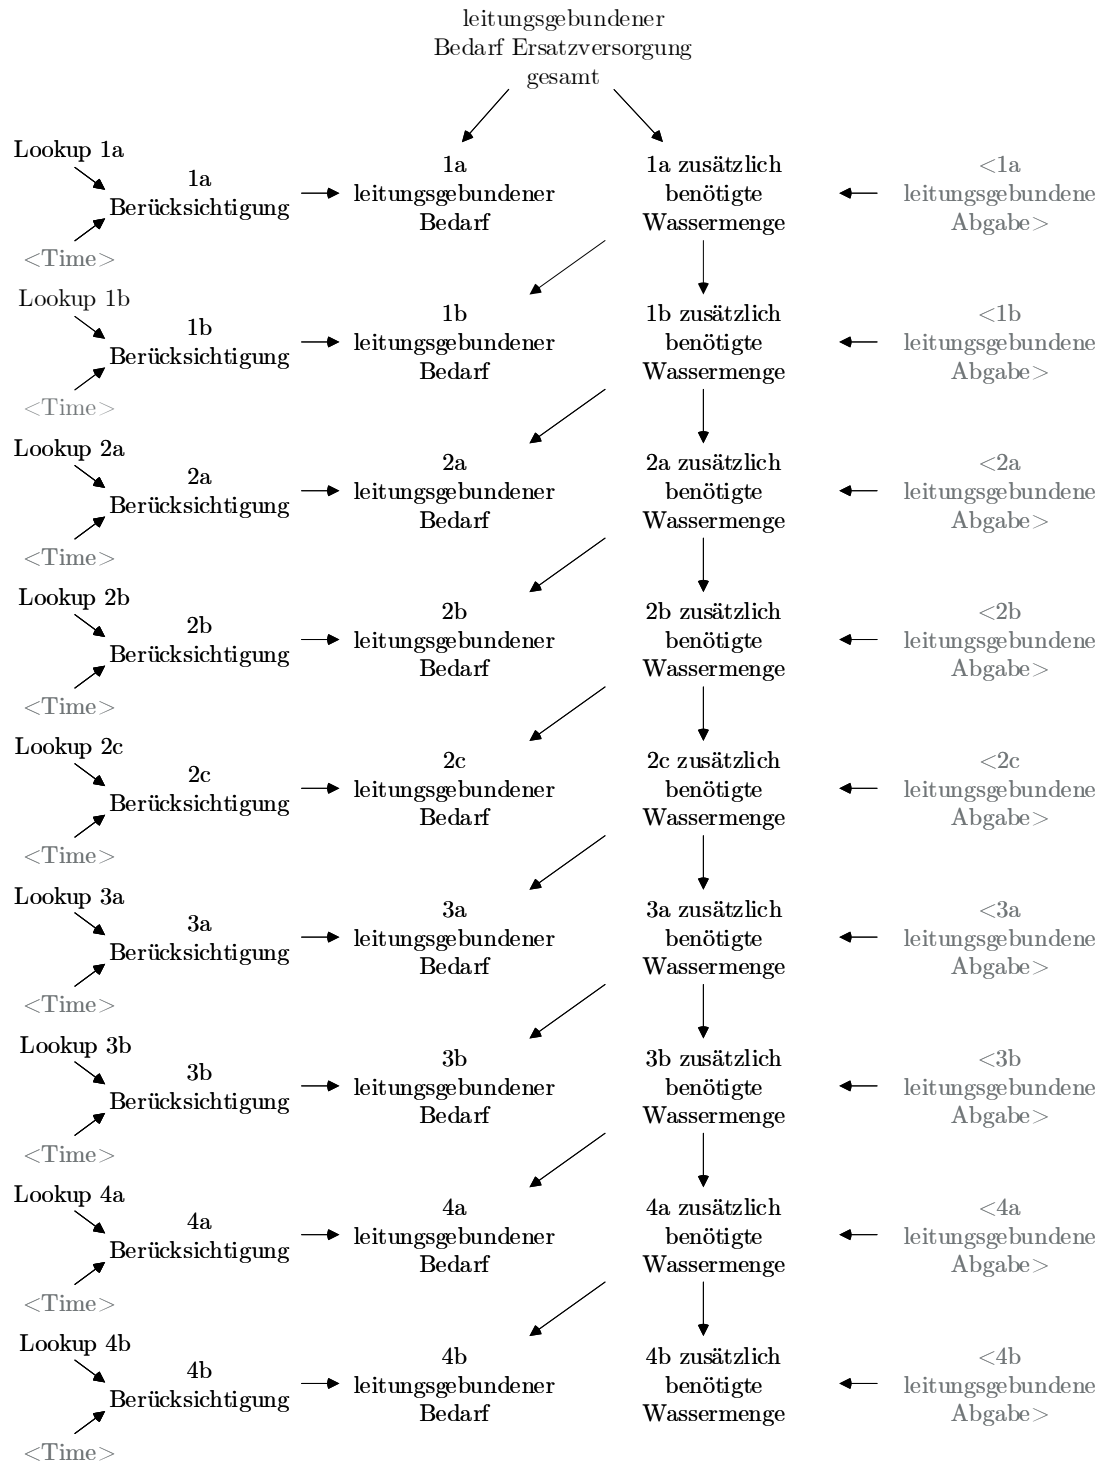 leitungsgebundener
Bedarf Ersatzversorgung
gesamt
Lookup 1a
<Time>
1a
Berücksichtigung
1a
leitungsgebundener
Bedarf
1a zusätzlich
benötigte
Wassermenge
<1a
leitungsgebundene
Abgabe>
Lookup 1b
<Time>
1b
Berücksichtigung
1b
leitungsgebundener
Bedarf
1b zusätzlich
benötigte
Wassermenge
<1b
leitungsgebundene
Abgabe>
Lookup 2a
<Time>
2a
Berücksichtigung
2a
leitungsgebundener
Bedarf
2a zusätzlich
benötigte
Wassermenge
<2a
leitungsgebundene
Abgabe>
Lookup 2b
<Time>
2b
Berücksichtigung
2b
leitungsgebundener
Bedarf
2b zusätzlich
benötigte
Wassermenge
<2b
leitungsgebundene
Abgabe>
Lookup 2c
<Time>
2c
Berücksichtigung
2c
leitungsgebundener
Bedarf
2c zusätzlich
benötigte
Wassermenge
<2c
leitungsgebundene
Abgabe>
Lookup 3a
<Time>
3a
Berücksichtigung
3a
leitungsgebundener
Bedarf
3a zusätzlich
benötigte
Wassermenge
<3a
leitungsgebundene
Abgabe>
Lookup 3b
<Time>
3b
Berücksichtigung
3b
leitungsgebundener
Bedarf
3b zusätzlich
benötigte
Wassermenge
<3b
leitungsgebundene
Abgabe>
Lookup 4a
<Time>
4a
Berücksichtigung
4a
leitungsgebundener
Bedarf
4a zusätzlich
benötigte
Wassermenge
<4a
leitungsgebundene
Abgabe>
Lookup 4b
<Time>
4b
Berücksichtigung
4b
leitungsgebundener
Bedarf
4b zusätzlich
benötigte
Wassermenge
<4b
leitungsgebundene
Abgabe>